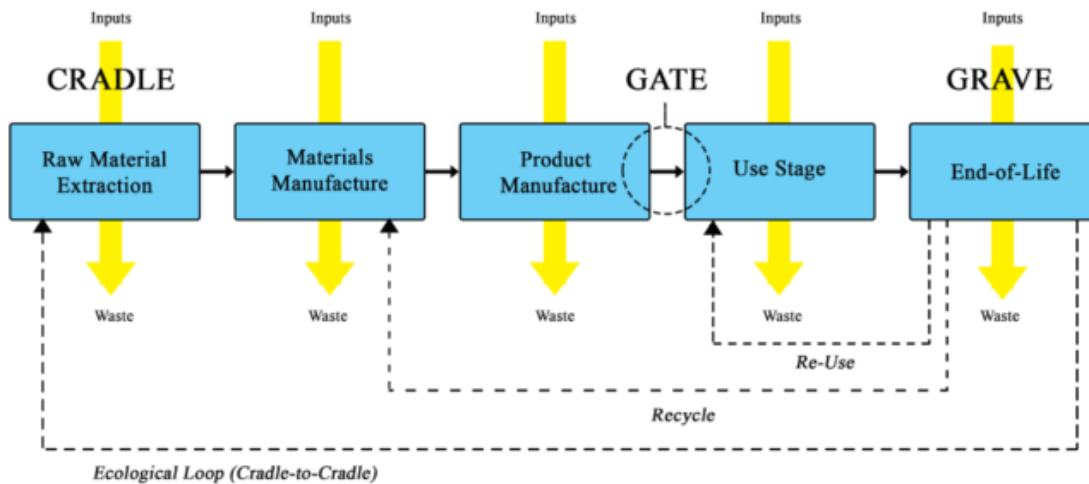 Inputs
Inputs
Inputs
Inputs
Inputs
CRADLE
GATE
GRAVE
Raw Material
Extraction
Materials
Manufacture
Product
Manufacture
Use Stage
End-of-Life
Waste
Waste
Waste
Waste
Waste
Re-Use
Recycle
Ecological Loop (Cradle-to-Cradle)